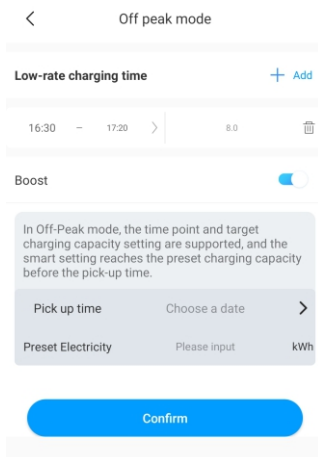 Off peak mode
Low-rate charging time + Add
16:30 – 17:20 8.0
Boost
In Off-Peak mode, the time point and target
charging capacity setting are supported, and the
smart setting reaches the preset charging capacity
before the pick-up time.
Pick up time Choose a date
Preset Electricity Please input kWh
Confirm